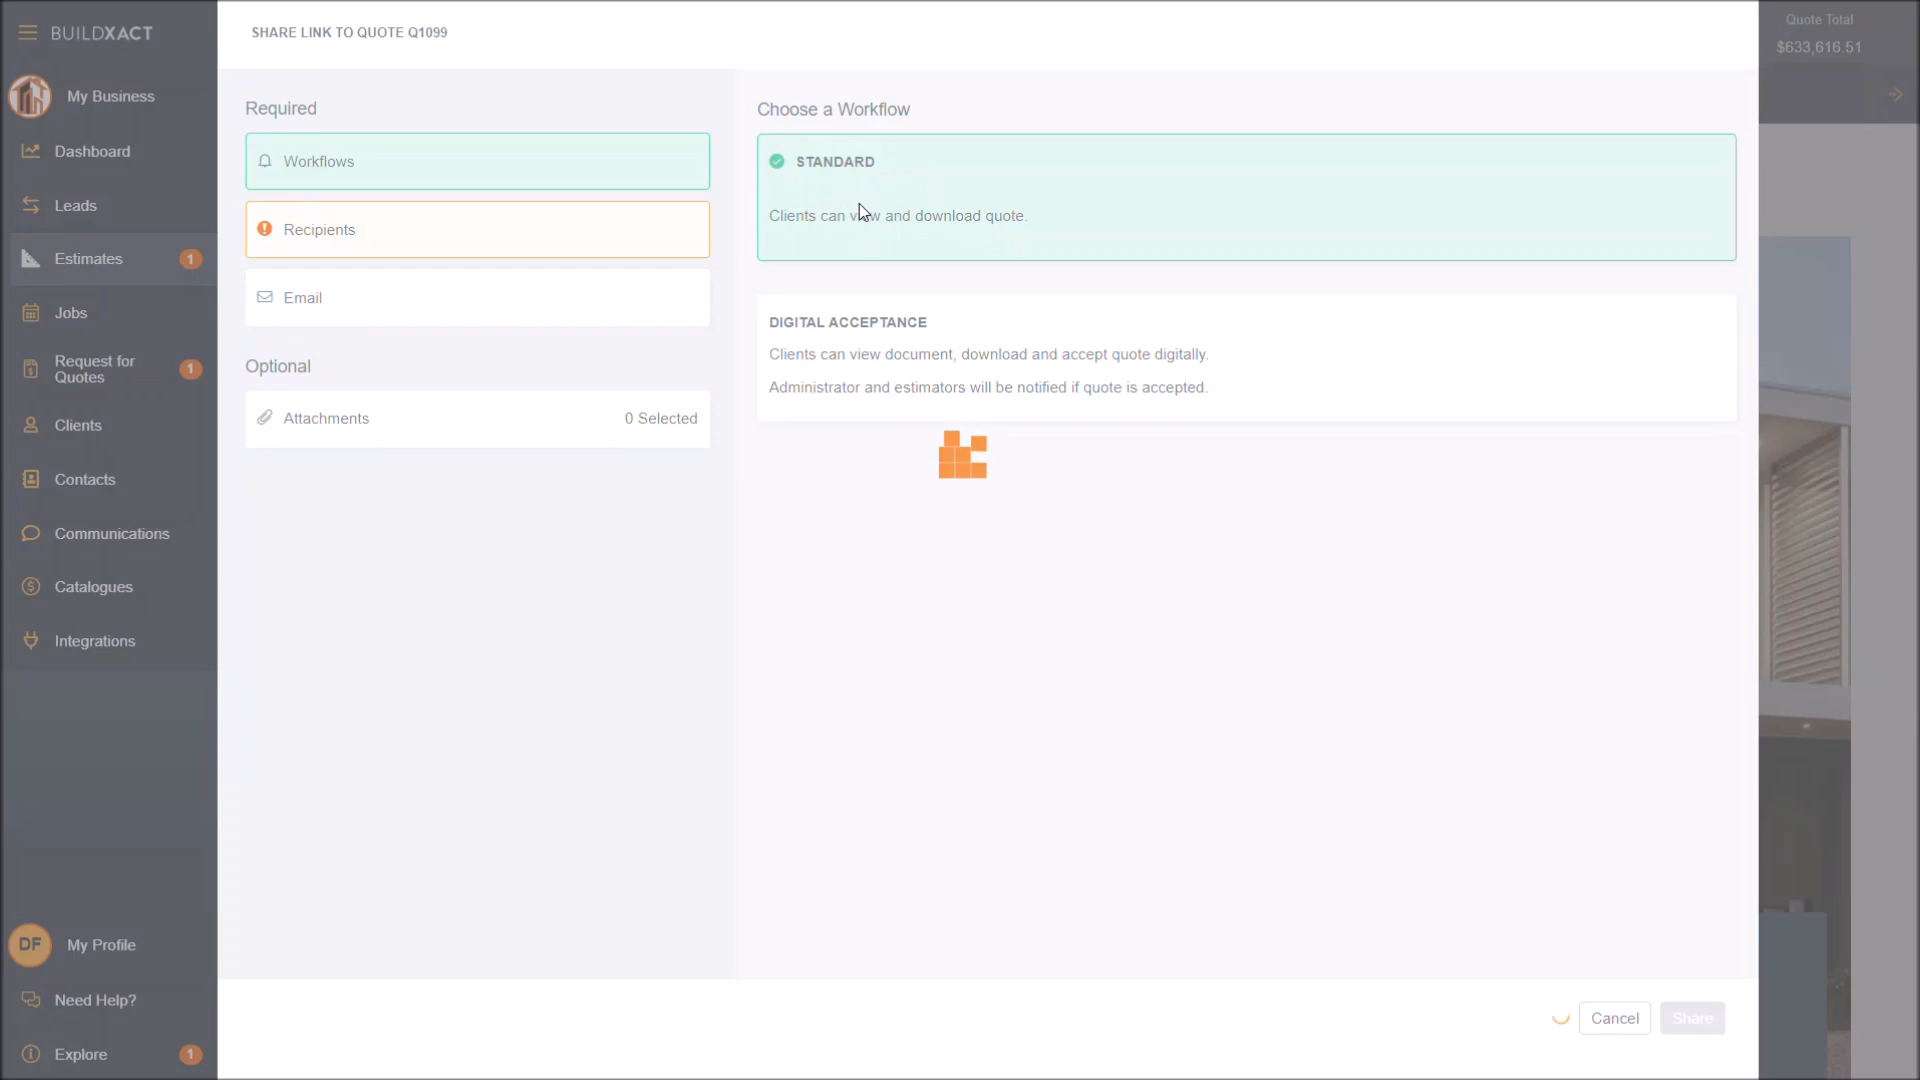 BUILDXACT
My Business
Dashboard
Leads
Estimates 1
Jobs
Request for
Quotes 1
Clients
Contacts
Communications
Catalogues
Integrations
DF My Profile
Need Help?
Explore 1
SHARE LINK TO QUOTE Q1099
Required
Workflows
Recipients
Email
Optional
Attachments 0 Selected
Choose a Workflow
STANDARD
Clients can view and download quote.
DIGITAL ACCEPTANCE
Clients can view document, download and accept quote digitally.
Administrator and estimators will be notified if quote is accepted.
Cancel Share
Quote Total
$633,616.51